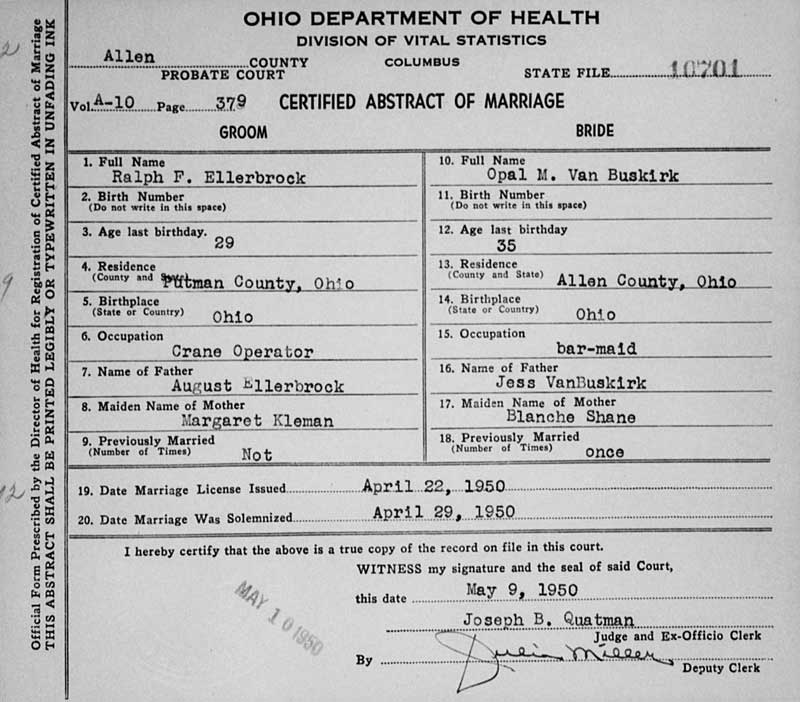 OHIO DEPARTMENT OF HEALTH
DIVISION OF VITAL STATISTICS
Allen COUNTY COLUMBUS
PROBATE COURT STATE FILE 10701
Vol. A-10 Page 379 CERTIFIED ABSTRACT OF MARRIAGE
GROOM BRIDE
1. Full Name 10. Full Name
Ralph F. Ellerbrock Opal M. Van Buskirk
2. Birth Number 11. Birth Number
(Do not write in this space) (Do not write in this space)
3. Age last birthday. 12. Age last birthday
29 35
4. Residence 13. Residence
(County and State) Putman County, Ohio (County and State) Allen County, Ohio
5. Birthplace 14. Birthplace
(State or Country) Ohio (State or Country) Ohio
6. Occupation 15. Occupation
Crane Operator bar-maid
7. Name of Father 16. Name of Father
August Ellerbrock Jess VanBuskirk
8. Maiden Name of Mother 17. Maiden Name of Mother
Margaret Kleman Blanche Shane
9. Previously Married 18. Previously Married
(Number of Times) Not (Number of Times) once
19. Date Marriage License Issued April 22, 1950
20. Date Marriage Was Solemnized April 29, 1950
I hereby certify that the above is a true copy of the record on file in this court.
WITNESS my signature and the seal of said Court,
this date May 9, 1950
MAY 10 1950
Joseph B. Quatman
Judge and Ex-Officio Clerk
By Julia Miller
Deputy Clerk
Official Form Prescribed by the Director of Health for Registration of Certified Abstract of Marriage
THIS ABSTRACT SHALL BE PRINTED LEGIBLY OR TYPEWRITTEN IN UNFADING INK
2
9
12